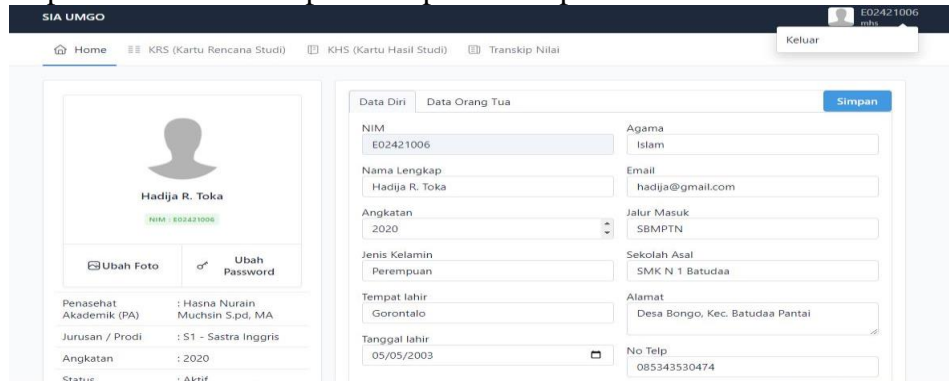 SIA UMGO
E02421006
mhs
Keluar
Home KRS (Kartu Rencana Studi) KHS (Kartu Hasil Studi) Transkip Nilai
Hadija R. Toka
NIM : E02421006
Ubah Foto
Ubah
Password
Penasehat : Hasna Nurain
Akademik (PA) Muchsin S.pd, MA
Jurusan / Prodi : S1 - Sastra Inggris
Angkatan : 2020
Status : Aktif
Data Diri Data Orang Tua Simpan
NIM
E02421006
Nama Lengkap
Hadija R. Toka
Angkatan
2020
Jenis Kelamin
Perempuan
Tempat lahir
Gorontalo
Tanggal lahir
05/05/2003
Agama
Islam
Email
hadija@gmail.com
Jalur Masuk
SBMPTN
Sekolah Asal
SMK N 1 Batudaa
Alamat
Desa Bongo, Kec. Batudaa Pantai
No Telp
085343530474